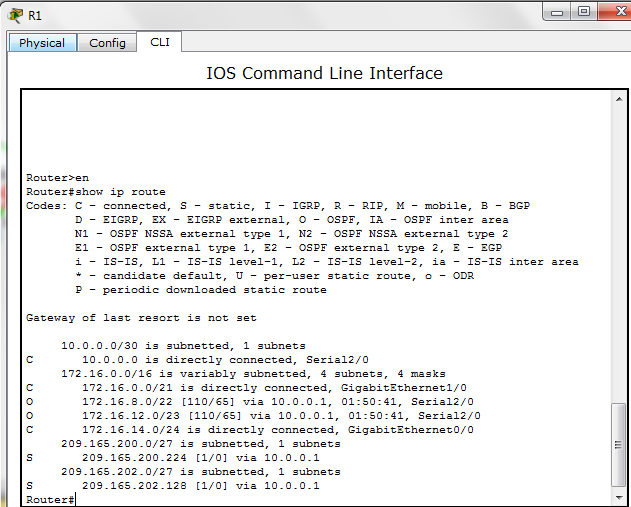 R1
Physical Config CLI
IOS Command Line Interface
Router>en
Router#show ip route
Codes: C - connected, S - static, I - IGRP, R - RIP, M - mobile, B - BGP
D - EIGRP, EX - EIGRP external, O - OSPF, IA - OSPF inter area
N1 - OSPF NSSA external type 1, N2 - OSPF NSSA external type 2
E1 - OSPF external type 1, E2 - OSPF external type 2, E - EGP
i - IS-IS, L1 - IS-IS level-1, L2 - IS-IS level-2, ia - IS-IS inter area
* - candidate default, U - per-user static route, o - ODR
P - periodic downloaded static route
Gateway of last resort is not set
10.0.0.0/30 is subnetted, 1 subnets
C 10.0.0.0 is directly connected, Serial2/0
172.16.0.0/16 is variably subnetted, 4 subnets, 4 masks
C 172.16.0.0/21 is directly connected, GigabitEthernet1/0
O 172.16.8.0/22 [110/65] via 10.0.0.1, 01:50:41, Serial2/0
O 172.16.12.0/23 [110/65] via 10.0.0.1, 01:50:41, Serial2/0
C 172.16.14.0/24 is directly connected, GigabitEthernet0/0
209.165.200.0/27 is subnetted, 1 subnets
S 209.165.200.224 [1/0] via 10.0.0.1
209.165.202.0/27 is subnetted, 1 subnets
S 209.165.202.128 [1/0] via 10.0.0.1
Router#